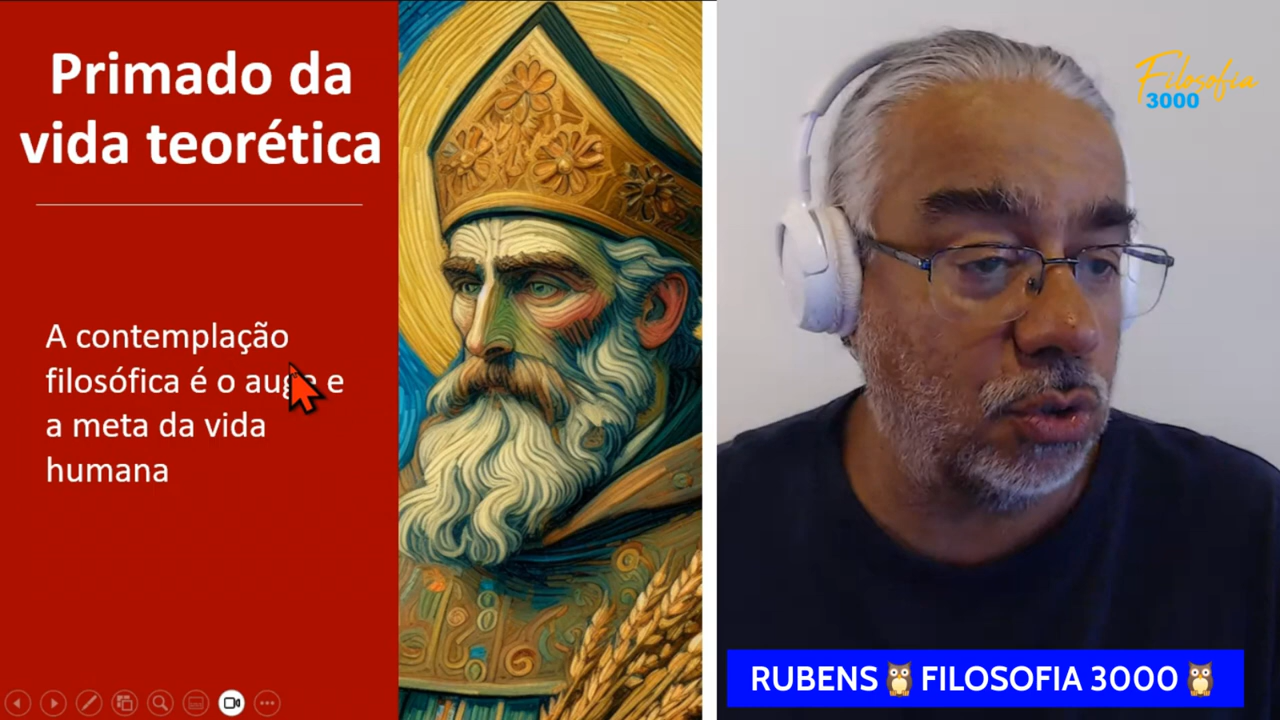 Primado da
vida teorética
A contemplação
filosófica é o auge e
a meta da vida
humana
Filosofia
3000
RUBENS 🦉 FILOSOFIA 3000 🦉